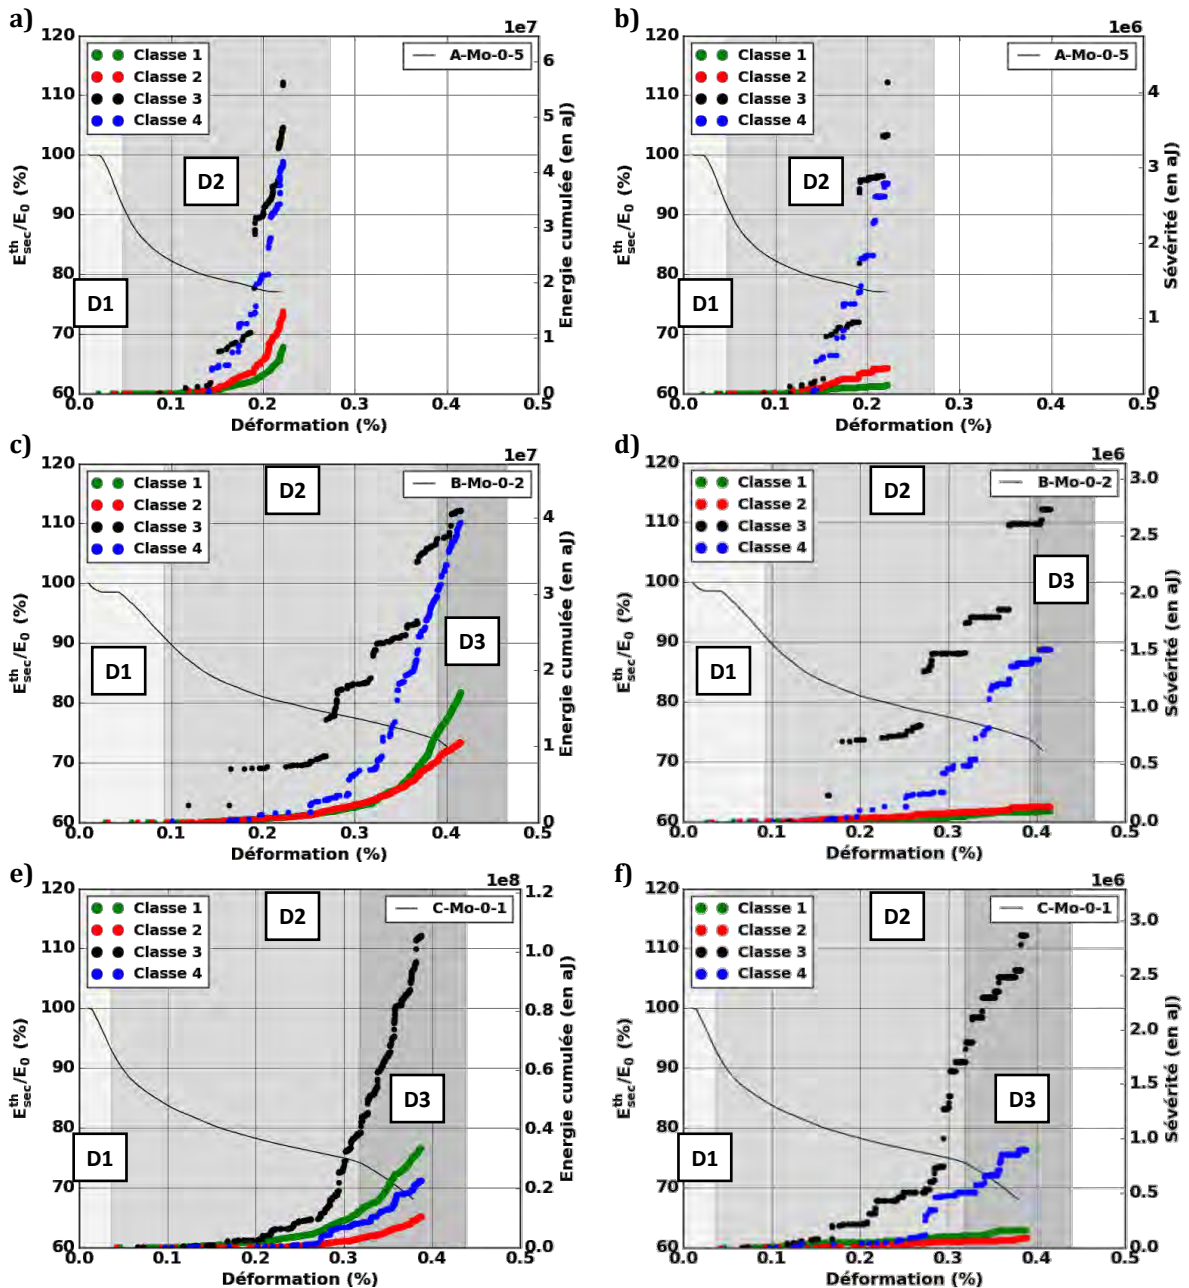 a)
1e7
120
110
100
90
80
70
60
E_sec^th/E_0 (%)
Classe 1
Classe 2
Classe 3
Classe 4
A-Mo-0-5
D2
D1
6
5
4
3
2
1
0
Energie cumulée (en aJ)
0.0 0.1 0.2 0.3 0.4 0.5
Déformation (%)
b)
1e6
120
110
100
90
80
70
60
E_sec^th/E_0 (%)
Classe 1
Classe 2
Classe 3
Classe 4
A-Mo-0-5
D2
D1
4
3
2
1
0
Sévérité (en aJ)
0.0 0.1 0.2 0.3 0.4 0.5
Déformation (%)
c)
1e7
120
110
100
90
80
70
60
E_sec^th/E_0 (%)
Classe 1
Classe 2
Classe 3
Classe 4
D2
B-Mo-0-2
D1
D3
4
3
2
1
0
Energie cumulée (en aJ)
0.0 0.1 0.2 0.3 0.4 0.5
Déformation (%)
d)
1e6
120
110
100
90
80
70
60
E_sec^th/E_0 (%)
Classe 1
Classe 2
Classe 3
Classe 4
D2
B-Mo-0-2
D3
D1
3.0
2.5
2.0
1.5
1.0
0.5
0.0
Sévérité (en aJ)
0.0 0.1 0.2 0.3 0.4 0.5
Déformation (%)
e)
1e8
120
110
100
90
80
70
60
E_sec^th/E_0 (%)
Classe 1
Classe 2
Classe 3
Classe 4
D2
C-Mo-0-1
D3
D1
1.2
1.0
0.8
0.6
0.4
0.2
0.0
Energie cumulée (en aJ)
0.0 0.1 0.2 0.3 0.4 0.5
Déformation (%)
f)
1e6
120
110
100
90
80
70
60
E_sec^th/E_0 (%)
Classe 1
Classe 2
Classe 3
Classe 4
D2
C-Mo-0-1
D3
D1
3.0
2.5
2.0
1.5
1.0
0.5
0.0
Sévérité (en aJ)
0.0 0.1 0.2 0.3 0.4 0.5
Déformation (%)